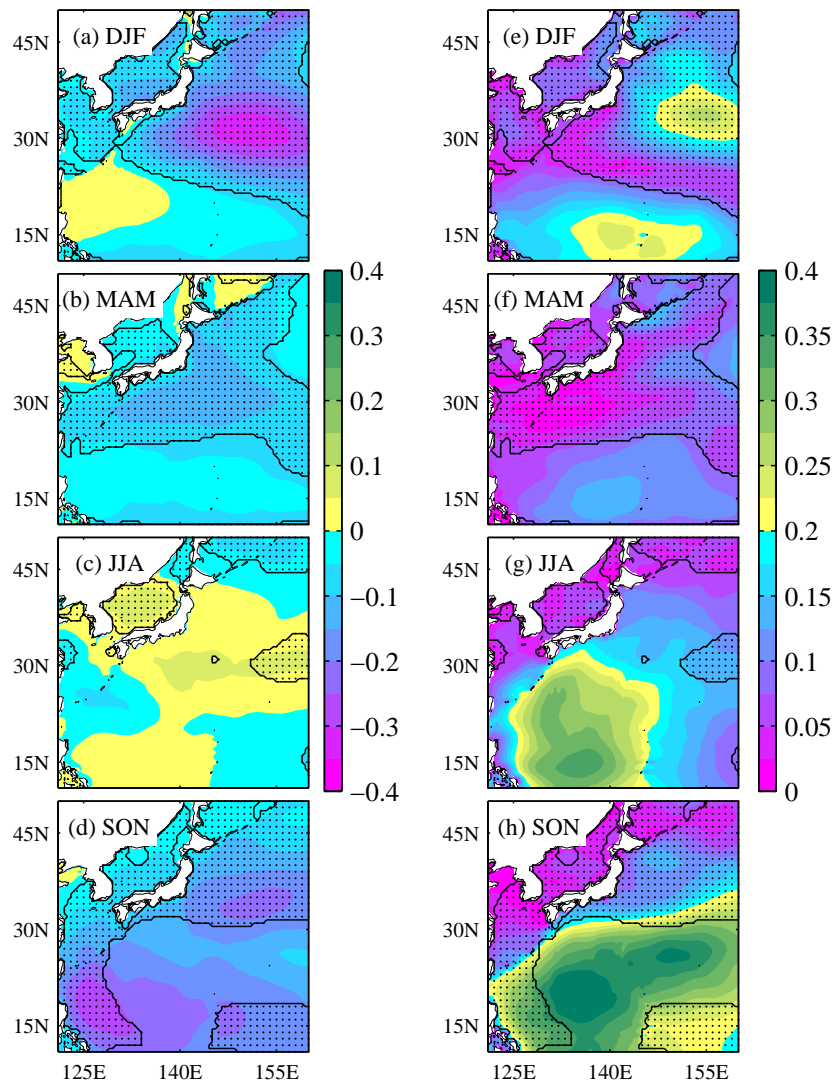 (a) DJF
45N
30N
15N
(b) MAM
45N
30N
15N
(c) JJA
45N
30N
15N
(d) SON
45N
30N
15N
125E 140E 155E
0.4
0.3
0.2
0.1
0
−0.1
−0.2
−0.3
−0.4
(e) DJF
45N
30N
15N
(f) MAM
45N
30N
15N
(g) JJA
45N
30N
15N
(h) SON
45N
30N
15N
125E 140E 155E
0.4
0.35
0.3
0.25
0.2
0.15
0.1
0.05
0